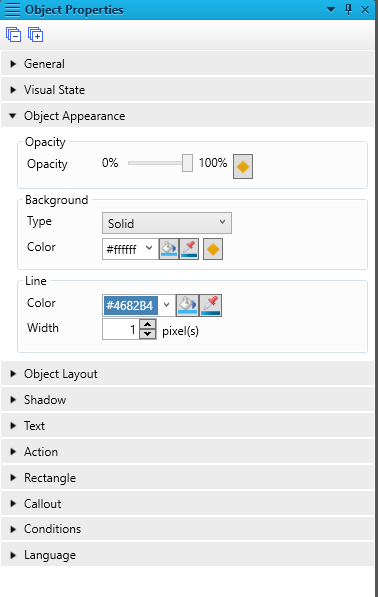 Object Properties
General
Visual State
Object Appearance
Opacity
Opacity 0% 100%
Background
Type Solid
Color #ffffff
Line
Color #4682B4
Width 1 pixel(s)
Object Layout
Shadow
Text
Action
Rectangle
Callout
Conditions
Language